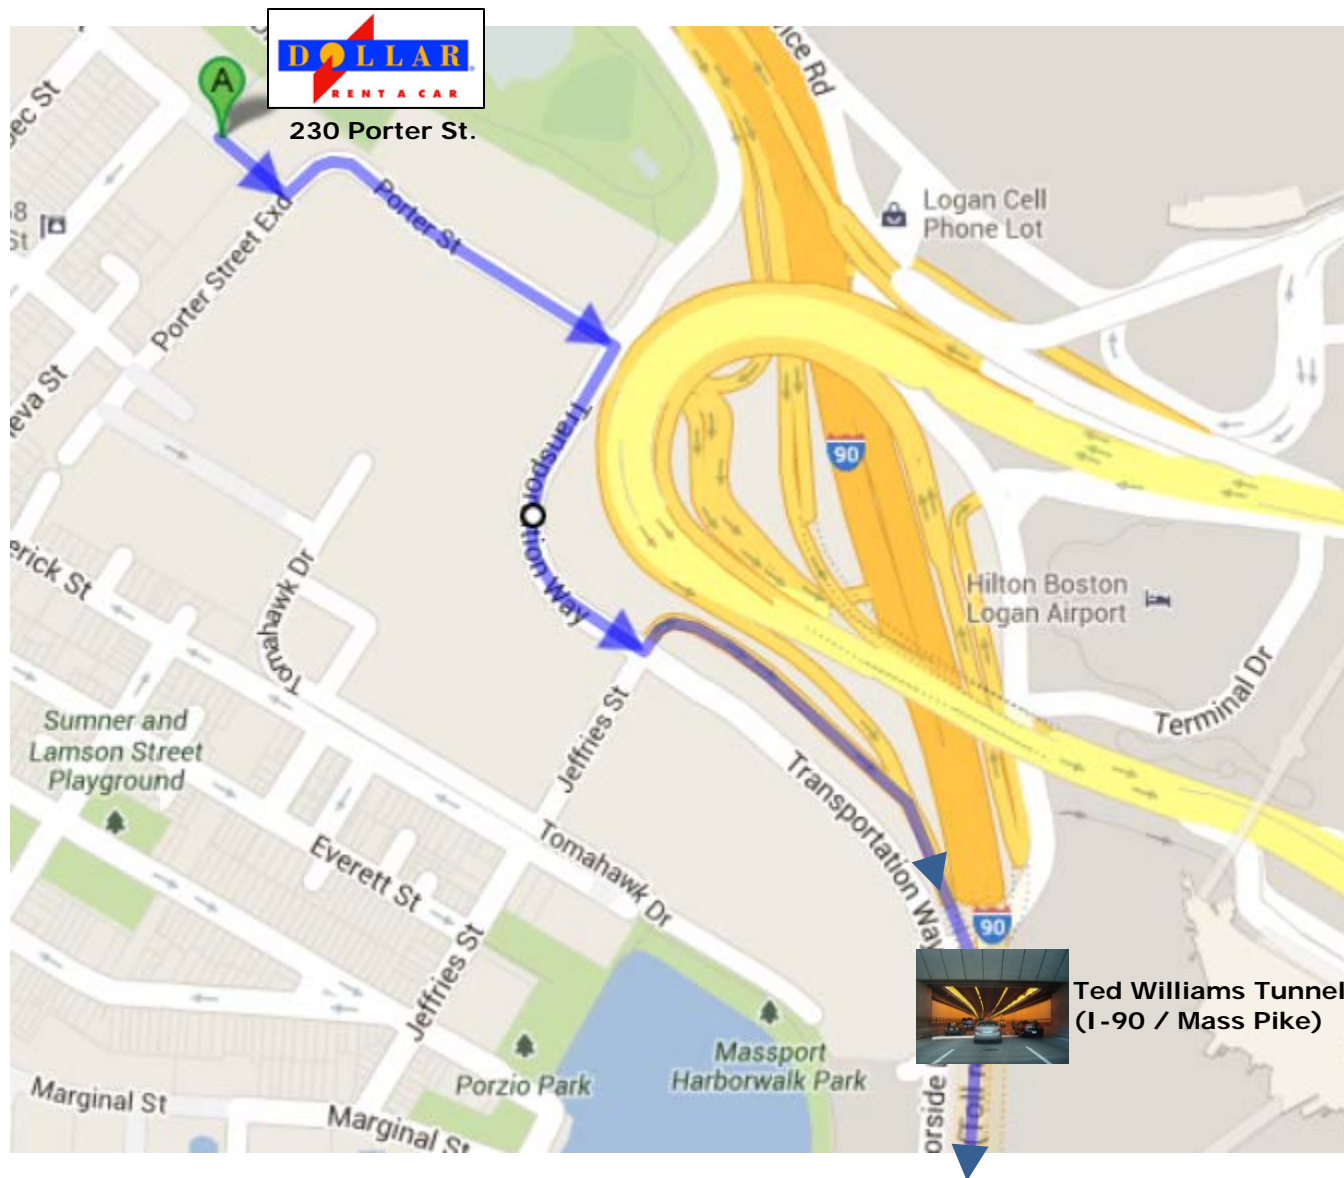 DOLLAR
RENT A CAR
A
230 Porter St.
Porter St
Porter Street Exd
Logan Cell
Phone Lot
90
Transpor
tion Way
Hilton Boston
Logan Airport
Terminal Dr
Tomahawk Dr
Sumner and
Lamson Street
Playground
Jeffries St
Transportation Way
Everett St
Tomahawk Dr
90
Jeffries St
Ted Williams Tunnel
(I-90 / Mass Pike)
Massport
Harborwalk Park
Porzio Park
Marginal St
Marginal St